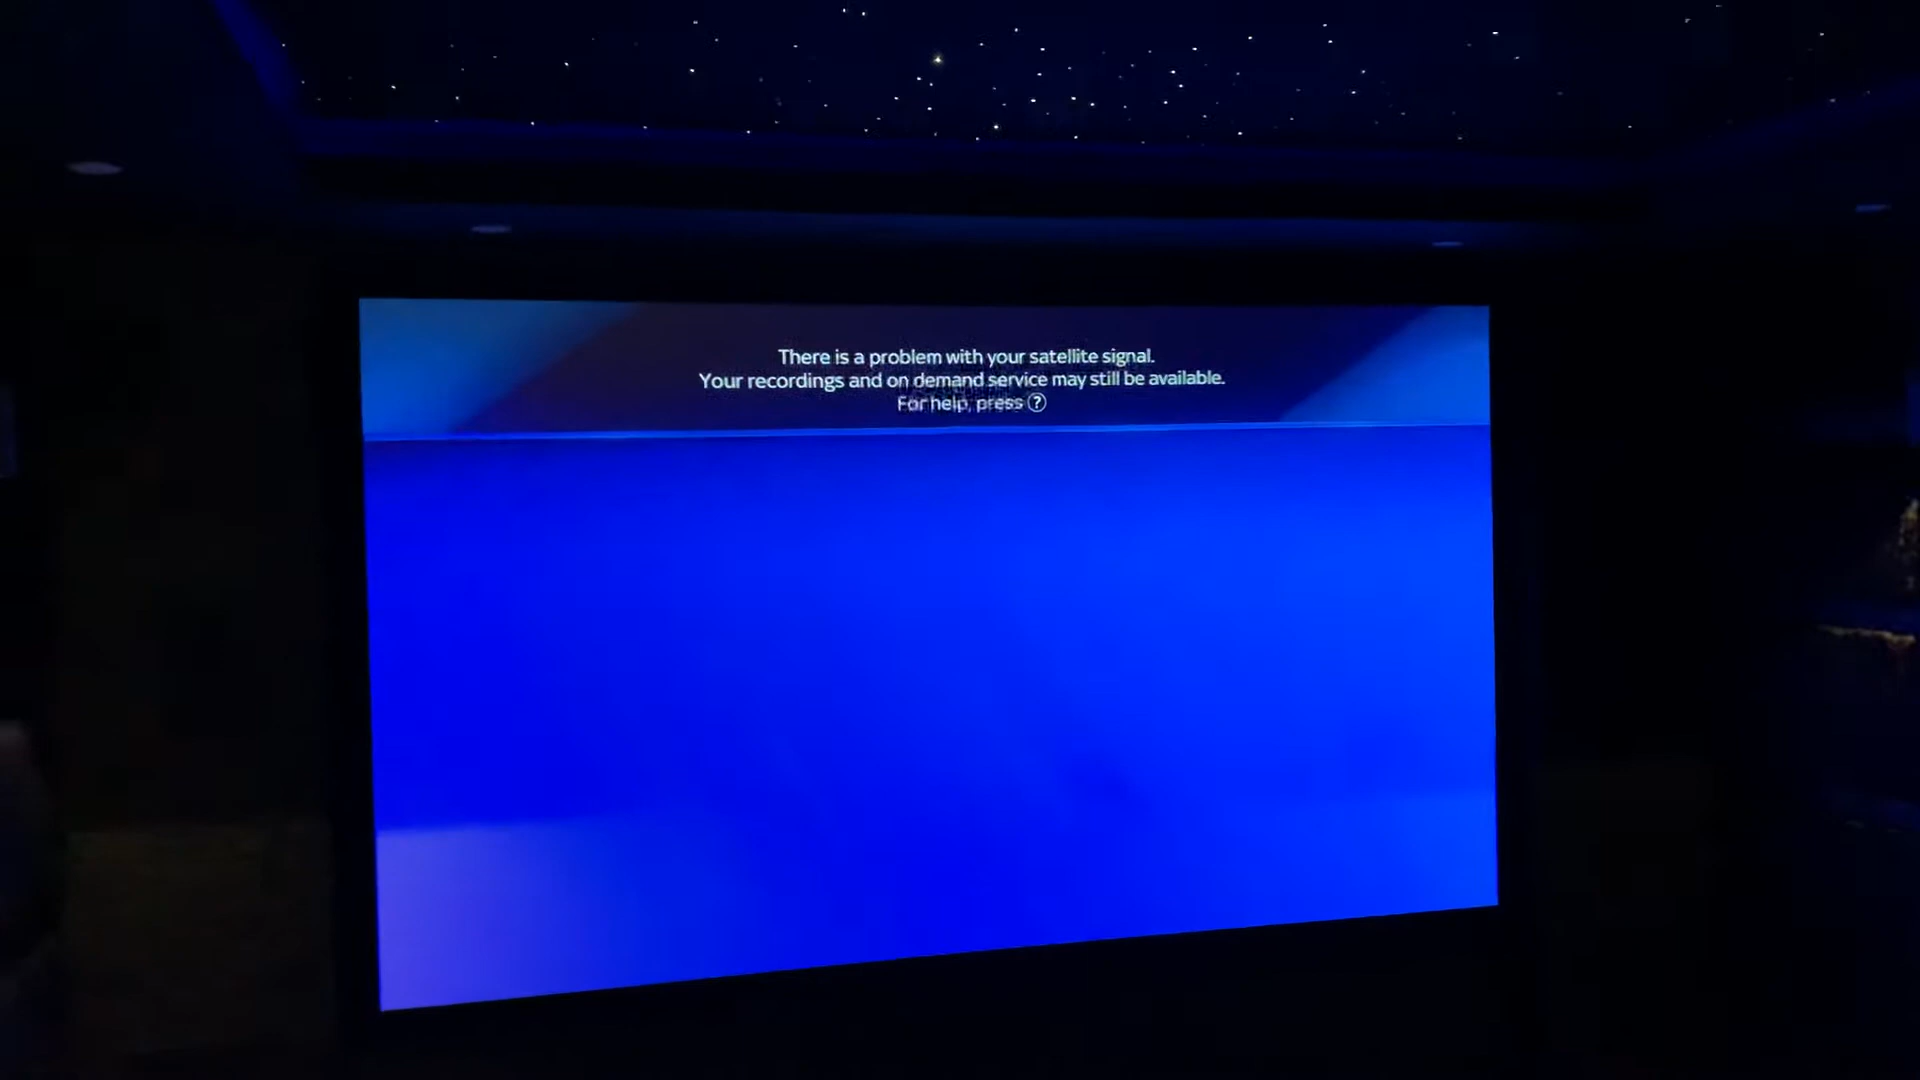 There is a problem with your satellite signal.
Your recordings and on demand service may still be available.
For help, press ?